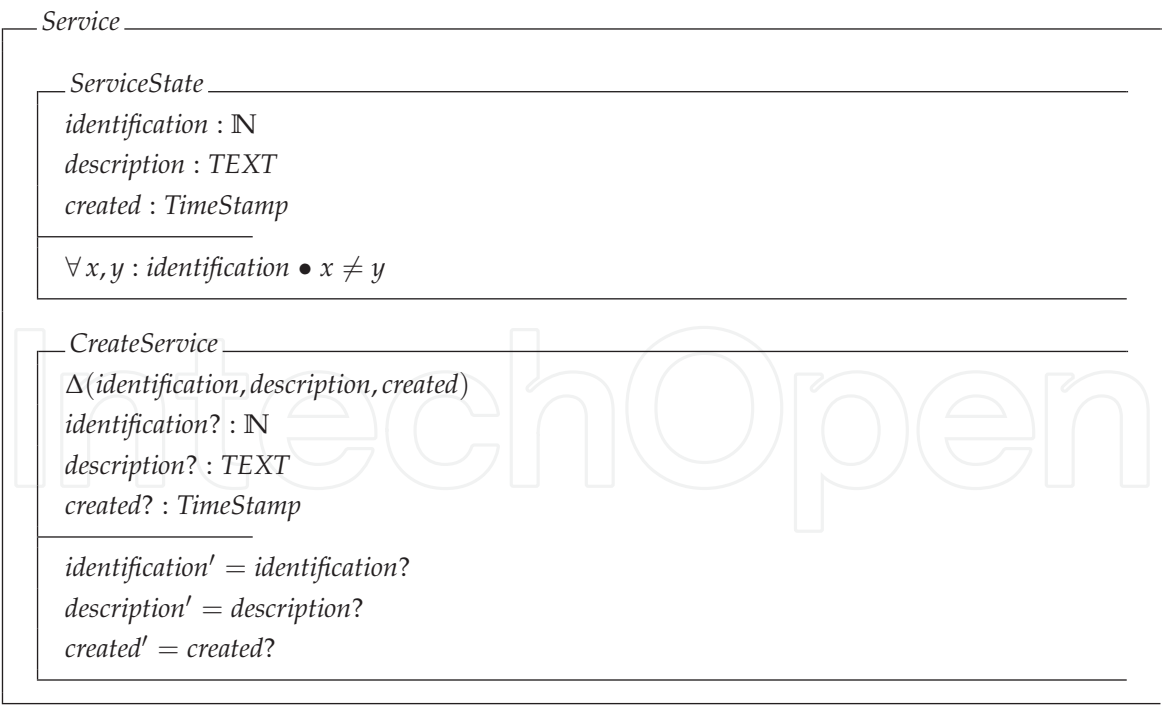 Service
ServiceState
identification : ℕ
description : TEXT
created : TimeStamp
∀ x, y : identification • x ≠ y
CreateService
Δ(identification, description, created)
identification? : ℕ
description? : TEXT
created? : TimeStamp
identification′ = identification?
description′ = description?
created′ = created?
IntechOpen